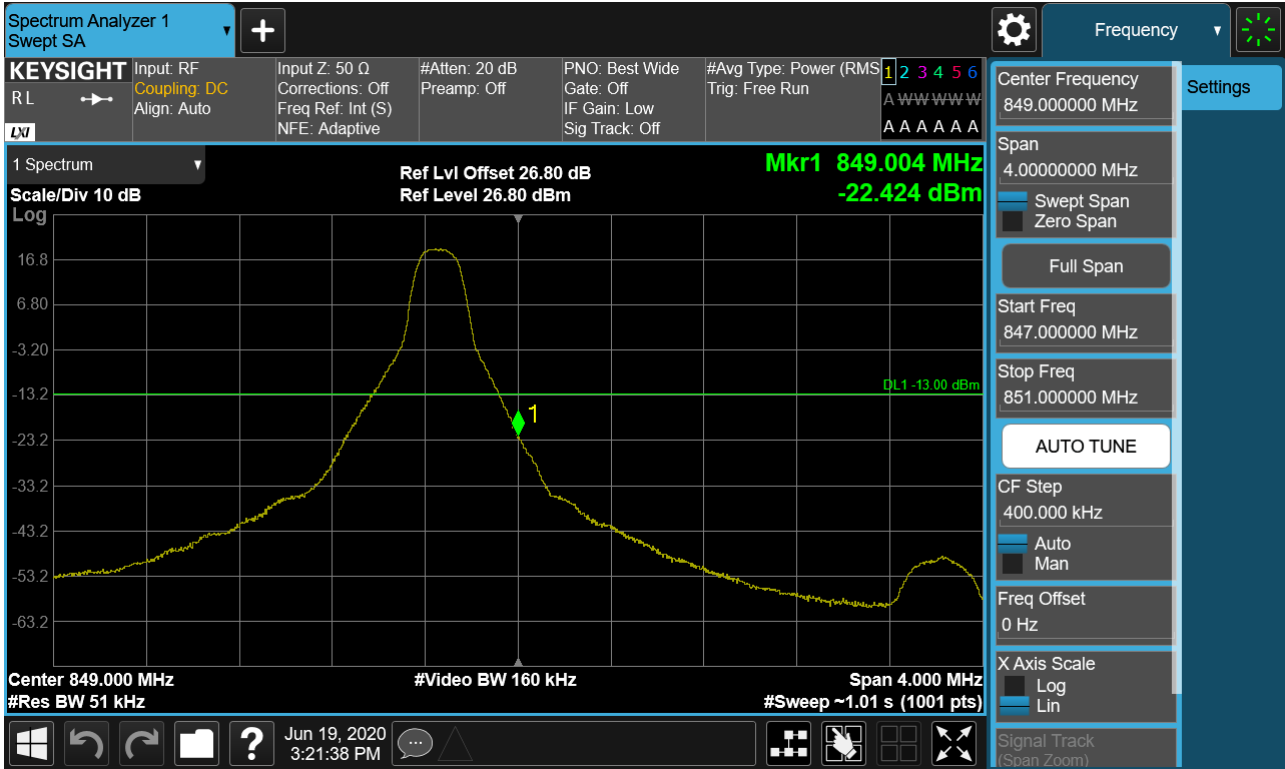 Spectrum Analyzer 1
Swept SA
Frequency
KEYSIGHT
R L
LXI
Input: RF
Coupling: DC
Align: Auto
Input Z: 50 Ω
Corrections: Off
Freq Ref: Int (S)
NFE: Adaptive
#Atten: 20 dB
Preamp: Off
PNO: Best Wide
Gate: Off
IF Gain: Low
Sig Track: Off
#Avg Type: Power (RMS
Trig: Free Run
1 2 3 4 5 6
A W W W W W
A A A A A A
1 Spectrum
Scale/Div 10 dB
Log
Ref Lvl Offset 26.80 dB
Ref Level 26.80 dBm
Mkr1 849.004 MHz
-22.424 dBm
16.8
6.80
-3.20
-13.2
-23.2
-33.2
-43.2
-53.2
-63.2
DL1 -13.00 dBm
1
Center 849.000 MHz
#Res BW 51 kHz
#Video BW 160 kHz
Span 4.000 MHz
#Sweep ~1.01 s (1001 pts)
Center Frequency
849.000000 MHz
Span
4.00000000 MHz
Swept Span
Zero Span
Full Span
Start Freq
847.000000 MHz
Stop Freq
851.000000 MHz
AUTO TUNE
CF Step
400.000 kHz
Auto
Man
Freq Offset
0 Hz
X Axis Scale
Log
Lin
Signal Track
(Span Zoom)
Settings
?
Jun 19, 2020
3:21:38 PM